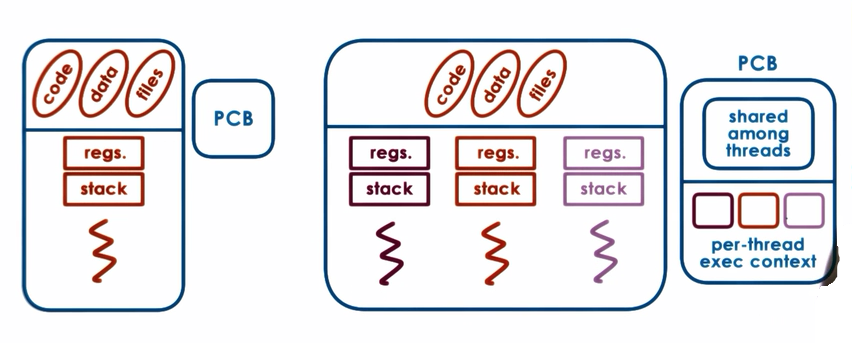 code data files
PCB
regs.
stack
code data files
regs. regs. regs.
stack stack stack
PCB
shared
among
threads
per-thread
exec context